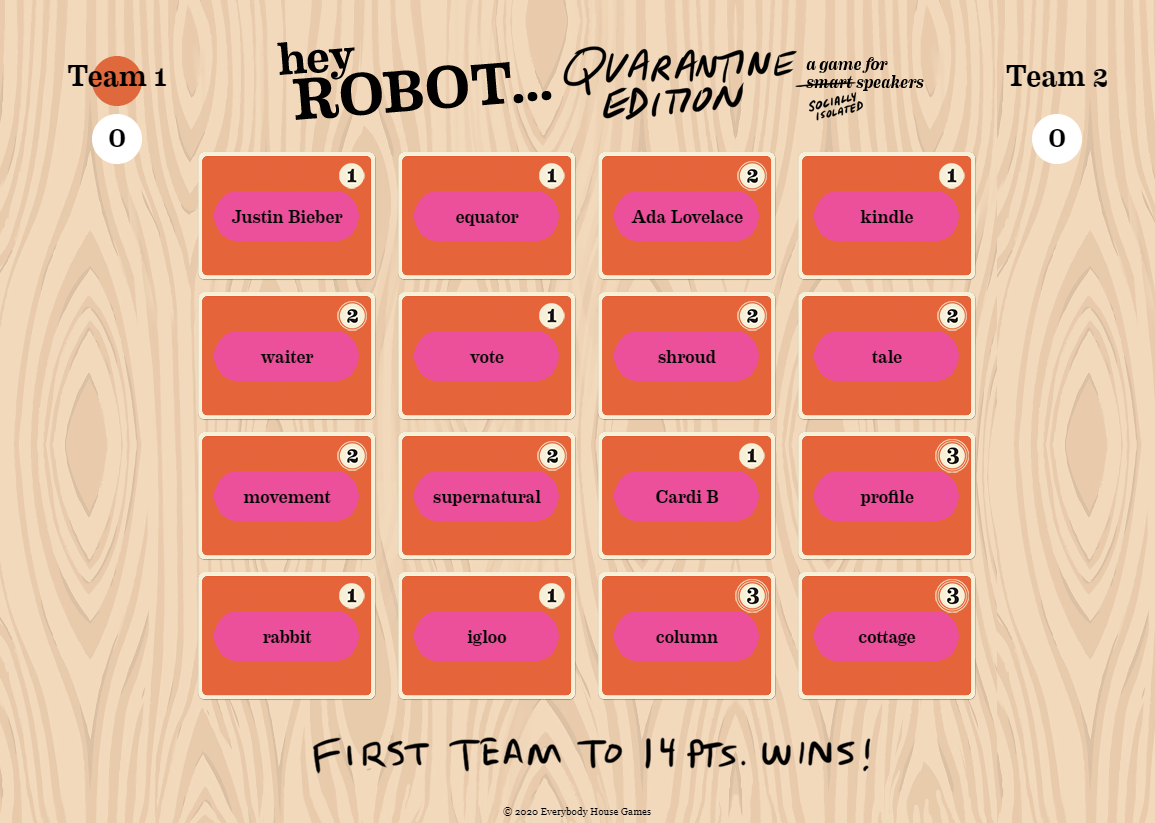 hey
ROBOT...
QUARANTINE
EDITION
a game for
smart speakers
SOCIALLY
ISOLATED
Team 1
0
Team 2
0
1
Justin Bieber
1
equator
2
Ada Lovelace
1
kindle
2
waiter
1
vote
2
shroud
2
tale
2
movement
2
supernatural
1
Cardi B
3
profile
1
rabbit
1
igloo
3
column
3
cottage
FIRST TEAM TO 14 PTS. WINS!
© 2020 Everybody House Games